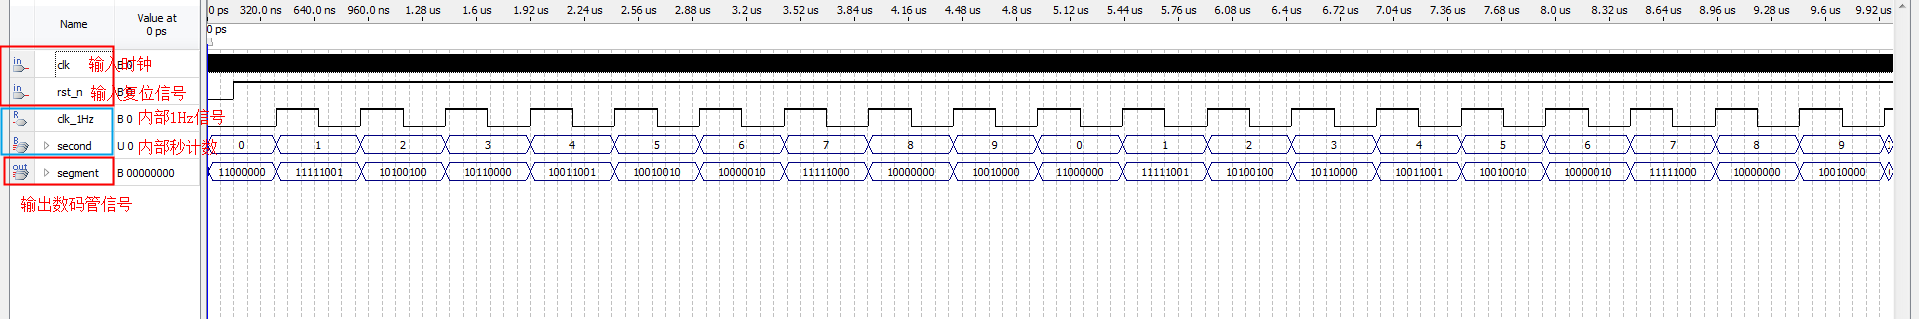 Name
Value at
0 ps
0 ps 320.0 ns 640.0 ns 960.0 ns 1.28 us 1.6 us 1.92 us 2.24 us 2.56 us 2.88 us 3.2 us 3.52 us 3.84 us 4.16 us 4.48 us 4.8 us 5.12 us 5.44 us 5.76 us 6.08 us 6.4 us 6.72 us 7.04 us 7.36 us 7.68 us 8.0 us 8.32 us 8.64 us 8.96 us 9.28 us 9.6 us 9.92 us
0 ps
in clk 输入时钟 B 0
in rst_n 输入复位信号 B 0
R clk_1Hz B 0 内部1Hz信号
R second U 0 内部秒计数 0 1 2 3 4 5 6 7 8 9 0 1 2 3 4 5 6 7 8 9
out segment B 00000000 11000000 11111001 10100100 10110000 10011001 10010010 10000010 11111000 10000000 10010000 11000000 11111001 10100100 10110000 10011001 10010010 10000010 11111000 10000000 10010000
输出数码管信号